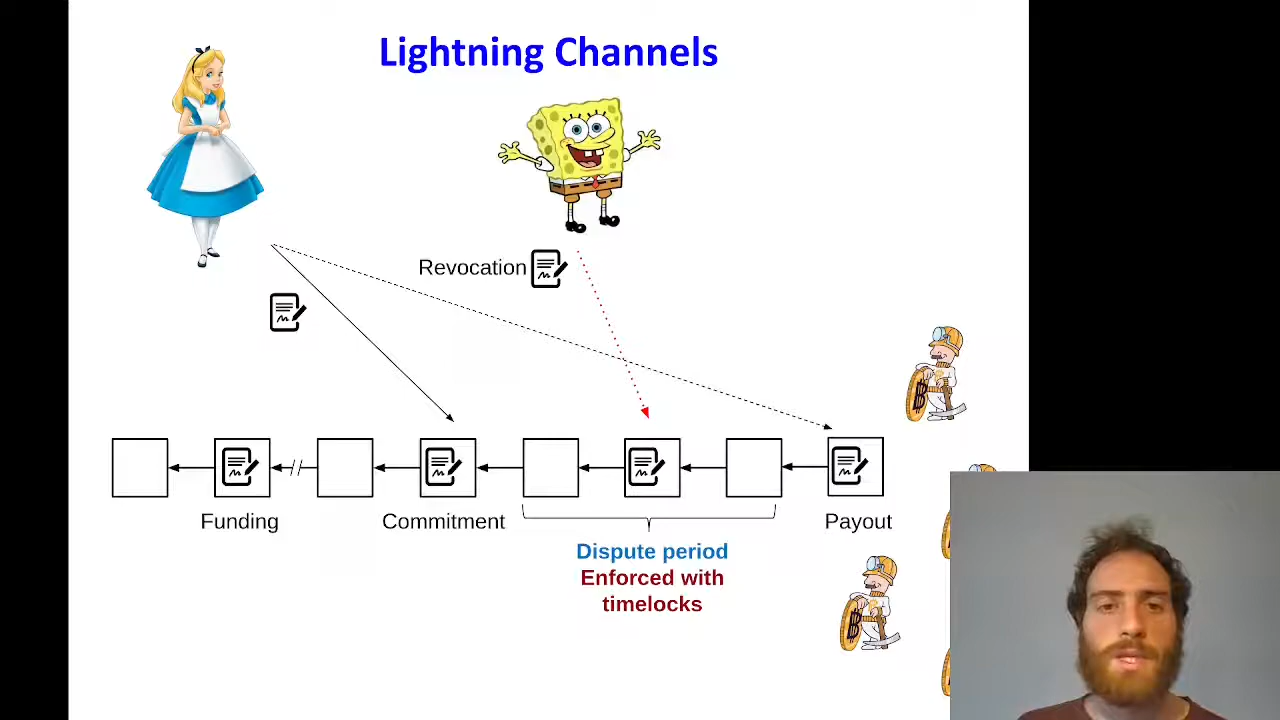 Lightning Channels
Revocation
Funding
Commitment
Payout
Dispute period
Enforced with
timelocks